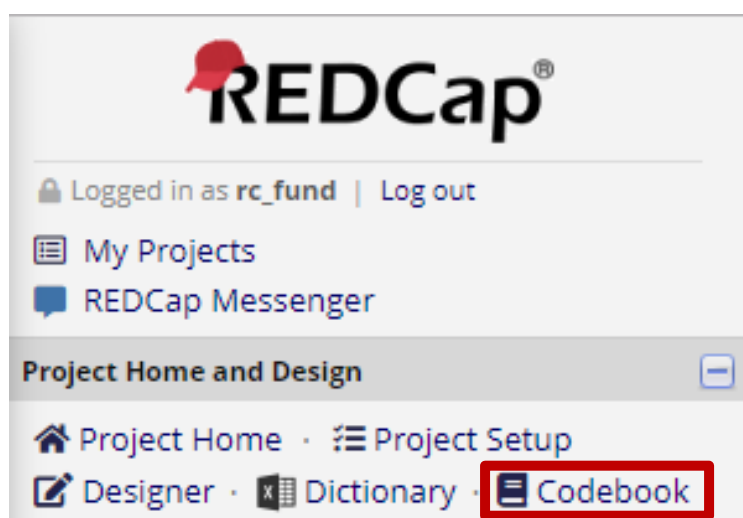 REDCap®
Logged in as rc_fund | Log out
My Projects
REDCap Messenger
Project Home and Design
Project Home · Project Setup
Designer · Dictionary · Codebook